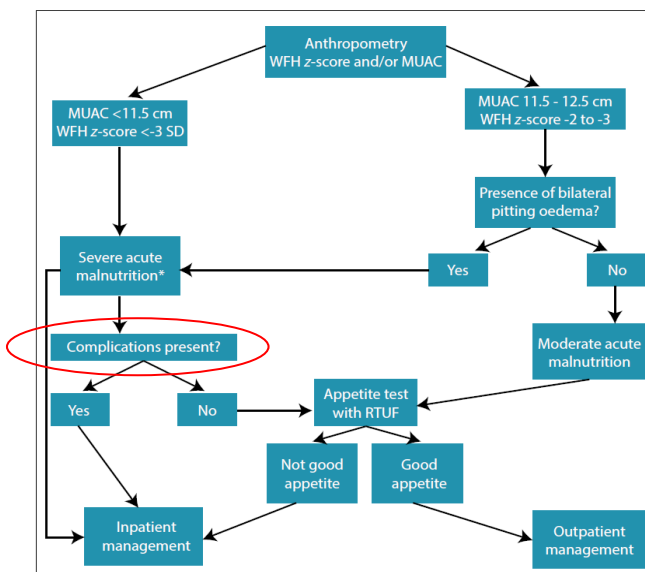 Anthropometry
WFH z-score and/or MUAC
MUAC <11.5 cm
WFH z-score <-3 SD
MUAC 11.5 - 12.5 cm
WFH z-score -2 to -3
Presence of bilateral
pitting oedema?
Severe acute
malnutrition*
Yes
No
Complications present?
Moderate acute
malnutrition
Yes
No
Appetite test
with RTUF
Not good
appetite
Good
appetite
Inpatient
management
Outpatient
management